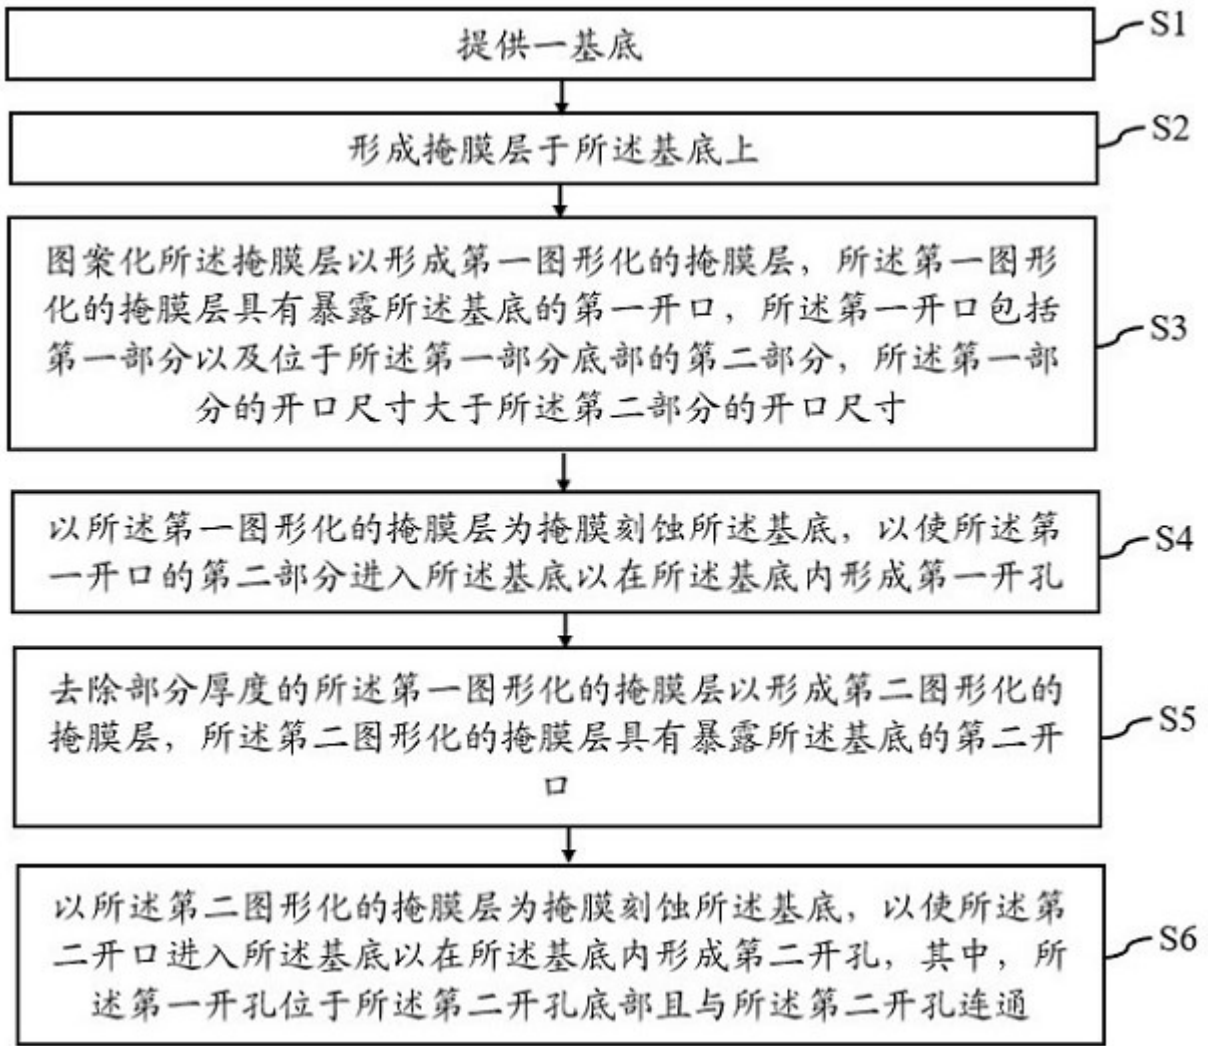 提供一基底
S1
形成掩膜层于所述基底上
S2
图案化所述掩膜层以形成第一图形化的掩膜层，所述第一图形
化的掩膜层具有暴露所述基底的第一开口，所述第一开口包括
第一部分以及位于所述第一部分底部的第二部分，所述第一部
分的开口尺寸大于所述第二部分的开口尺寸
S3
以所述第一图形化的掩膜层为掩膜刻蚀所述基底，以使所述第
一开口的第二部分进入所述基底以在所述基底内形成第一开孔
S4
去除部分厚度的所述第一图形化的掩膜层以形成第二图形化的
掩膜层，所述第二图形化的掩膜层具有暴露所述基底的第二开
口
S5
以所述第二图形化的掩膜层为掩膜刻蚀所述基底，以使所述第
二开口进入所述基底以在所述基底内形成第二开孔，其中，所
述第一开孔位于所述第二开孔底部且与所述第二开孔连通
S6